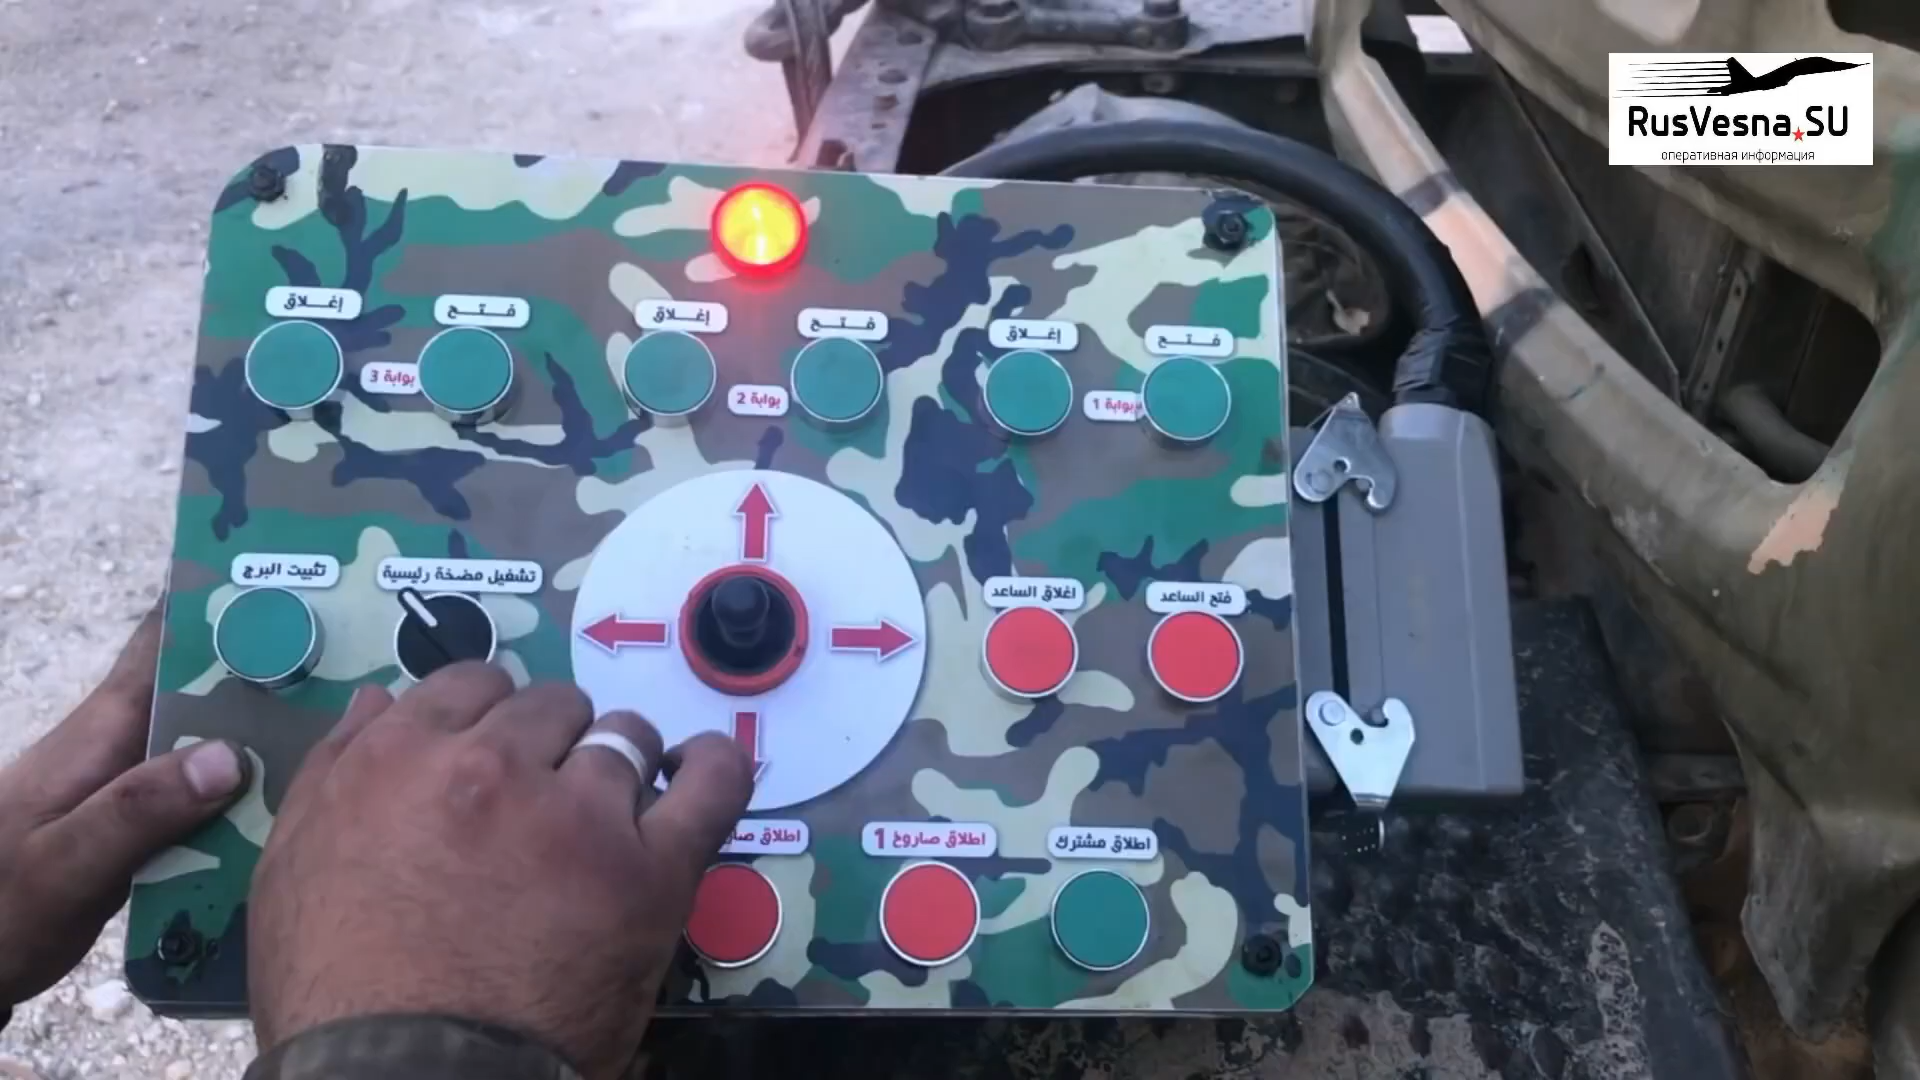 RusVesna.SU
оперативная информация
فتح
إغلاق
بوابة 1
فتح
إغلاق
بوابة 2
فتح
إغلاق
بوابة 3
فتح الساعد
اغلاق الساعد
تشغيل مضخة رئيسية
تثبيت البرج
اطلاق مشترك
اطلاق صاروخ 1
اطلاق